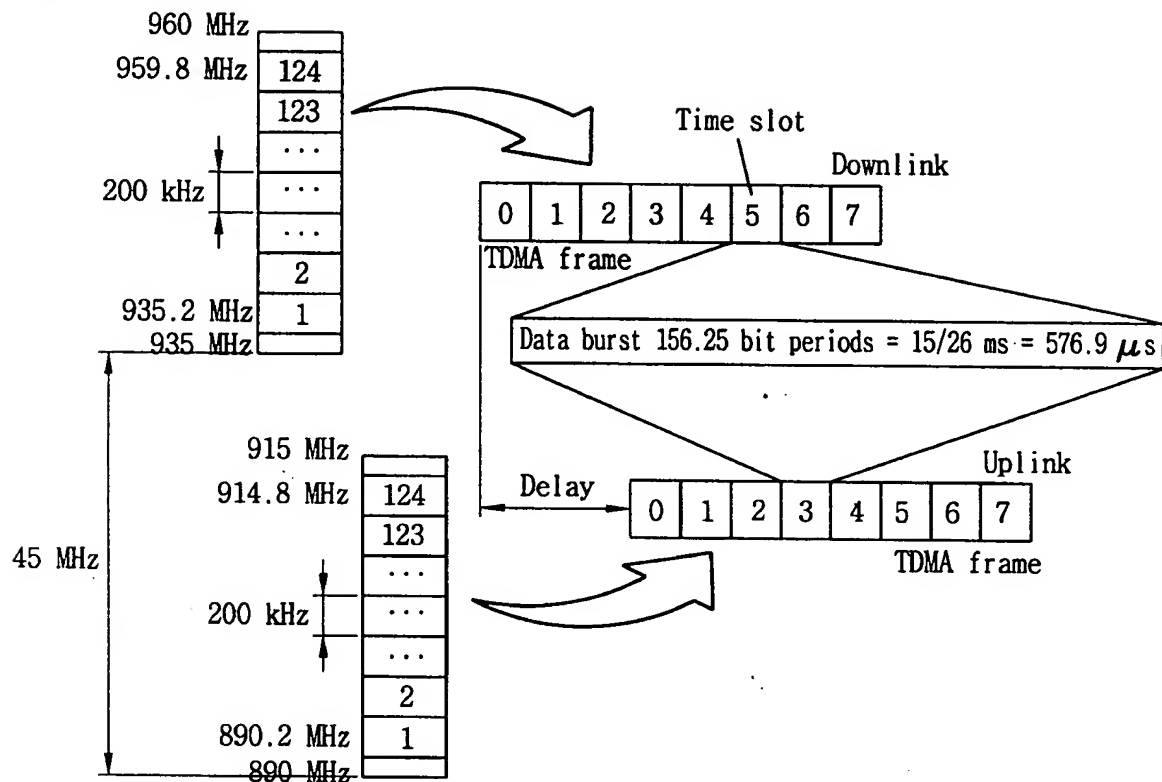 960 MHz
959.8 MHz
124
123
...
200 kHz
...
...
2
935.2 MHz
1
935 MHz
Time slot
Downlink
0 1 2 3 4 5 6 7
TDMA frame
Data burst 156.25 bit periods = 15/26 ms = 576.9 μs
45 MHz
915 MHz
914.8 MHz
124
123
...
200 kHz
...
...
2
890.2 MHz
1
890 MHz
Delay
Uplink
0 1 2 3 4 5 6 7
TDMA frame